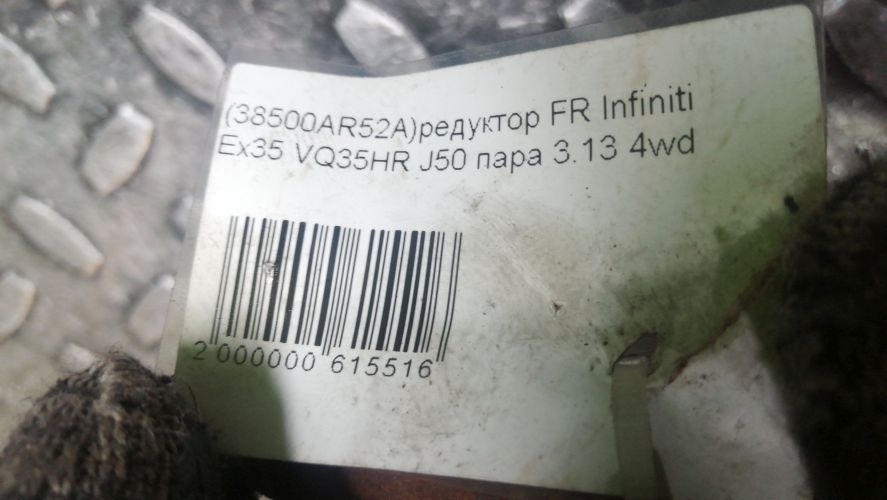 (38500AR52A)редуктор FR Infiniti
Ex35 VQ35HR J50 пара 3.13 4wd
2 000000 615516